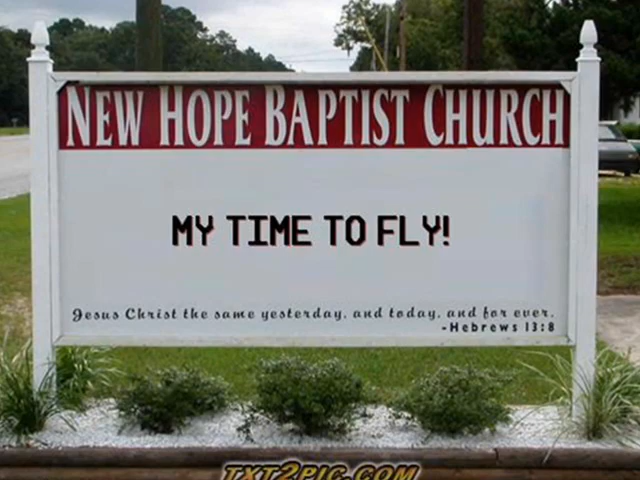 NEW HOPE BAPTIST CHURCH
MY TIME TO FLY!
Jesus Christ the same yesterday, and today, and for ever.
-Hebrews 13:8
TXT2PIC.COM